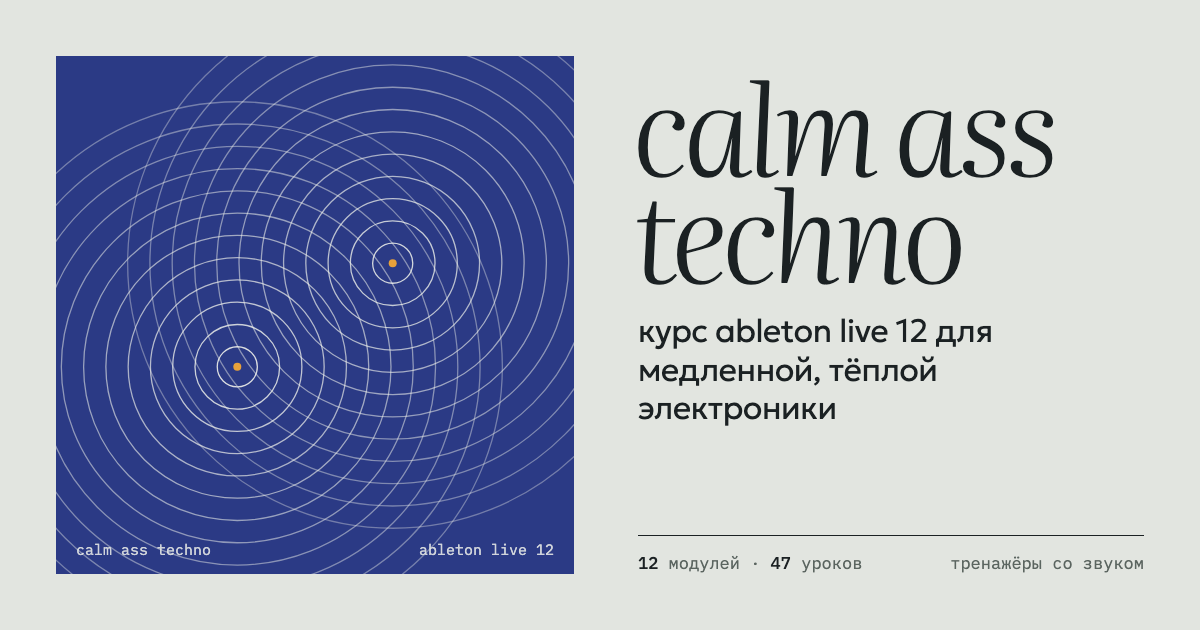 calm ass
techno
курс ableton live 12 для
медленной, тёплой
электроники
calm ass techno
ableton live 12
12 модулей · 47 уроков
тренажёры со звуком